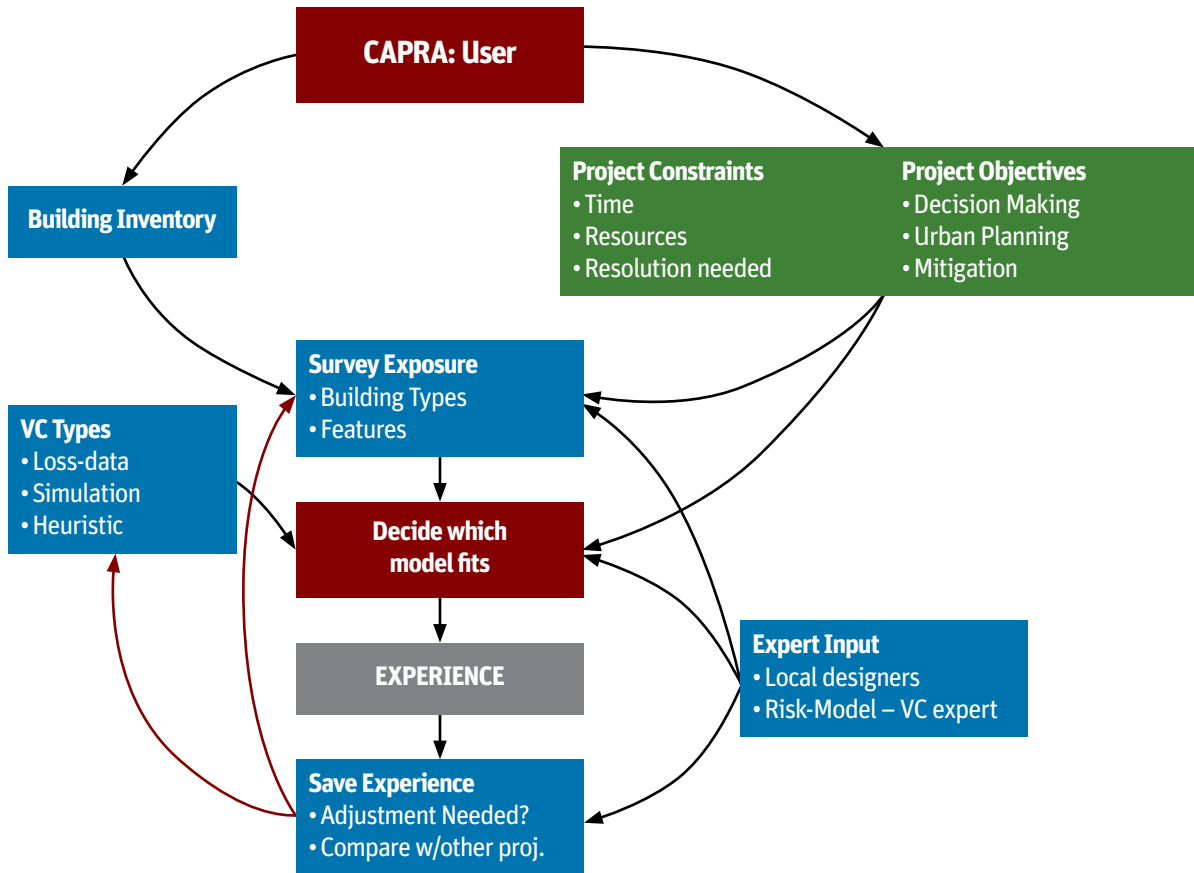 CAPRA: User
Project Constraints
• Time
• Resources
• Resolution needed
Project Objectives
• Decision Making
• Urban Planning
• Mitigation
Building Inventory
Survey Exposure
• Building Types
• Features
VC Types
• Loss-data
• Simulation
• Heuristic
Decide which
model fits
EXPERIENCE
Expert Input
• Local designers
• Risk-Model – VC expert
Save Experience
• Adjustment Needed?
• Compare w/other proj.